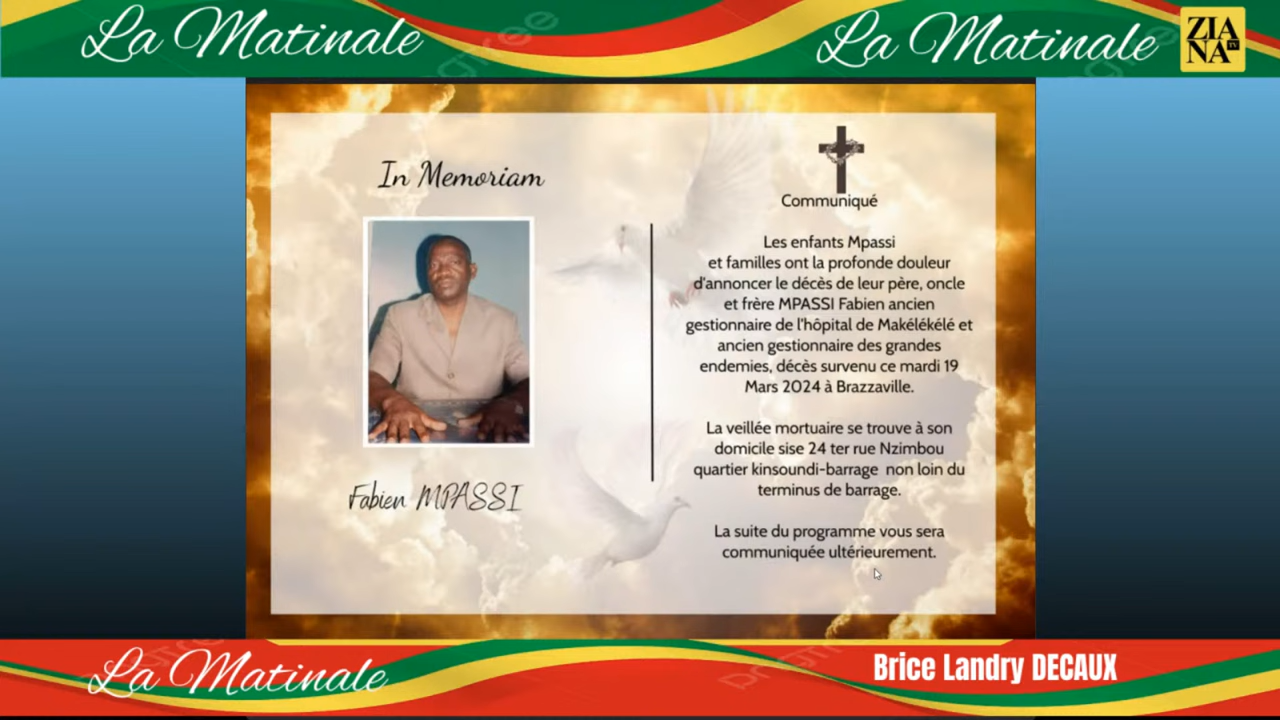 La Matinale
La Matinale
ZIA
NA TV
In Memoriam
Fabien MPASSI
Communiqué
Les enfants Mpassi
et familles ont la profonde douleur
d'annoncer le décès de leur père, oncle
et frère MPASSI Fabien ancien
gestionnaire de l'hôpital de Makélékélé et
ancien gestionnaire des grandes
endemies, décès survenu ce mardi 19
Mars 2024 à Brazzaville.
La veillée mortuaire se trouve à son
domicile sise 24 ter rue Nzimbou
quartier kinsoundi-barrage non loin du
terminus de barrage.
La suite du programme vous sera
communiquée ultérieurement.
La Matinale
Brice Landry DECAUX